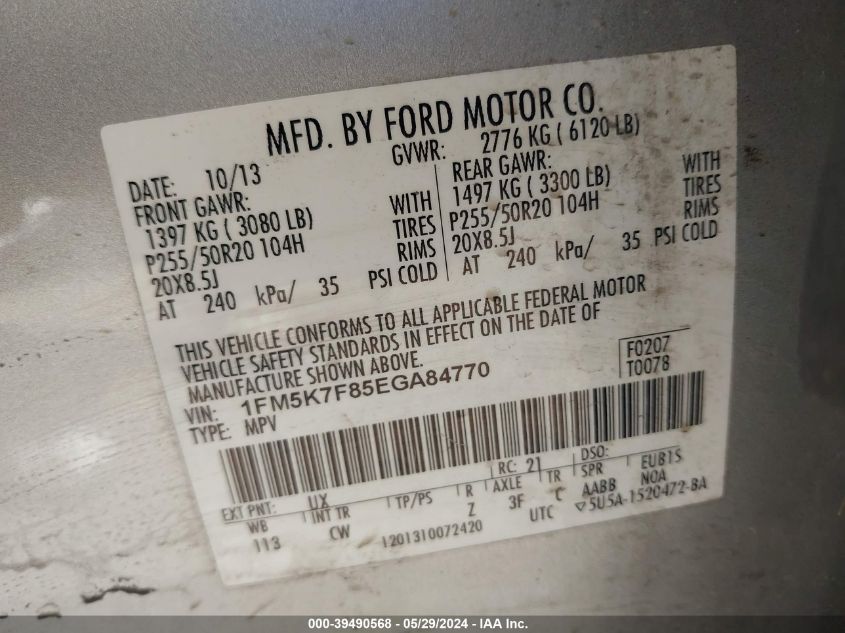 MFD. BY FORD MOTOR CO.
DATE: 10/13 GVWR: 2776 KG ( 6120 LB)
FRONT GAWR: REAR GAWR:
1397 KG ( 3080 LB) WITH 1497 KG ( 3300 LB) WITH
P255/50R20 104H TIRES P255/50R20 104H TIRES
20X8.5J RIMS 20X8.5J RIMS
AT 240 kPa/ 35 PSI COLD AT 240 kPa/ 35 PSI COLD
THIS VEHICLE CONFORMS TO ALL APPLICABLE FEDERAL MOTOR
VEHICLE SAFETY STANDARDS IN EFFECT ON THE DATE OF
MANUFACTURE SHOWN ABOVE.
F0207
VIN: 1FM5K7F85EGA84770 T0078
TYPE: MPV
EXT PNT: UX RC: 21 DSO:
WB INT TR TP/PS R AXLE TR SPR EUB1S
113 CW Z 3F C AABB NOA
1201310072420 UTC ▽5U5A-1520472-BA
000-39490568 - 05/29/2024 - IAA Inc.